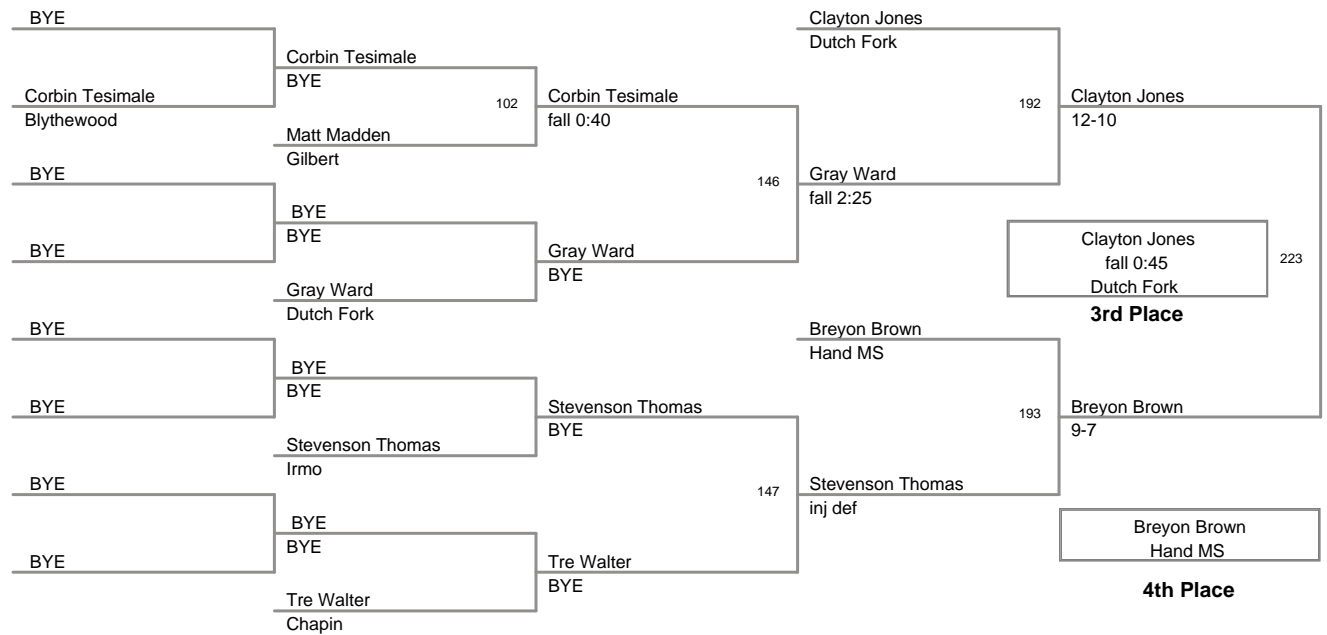 BYE
Corbin Tesimale
Blythewood
BYE
BYE
BYE
BYE
BYE
BYE
Corbin Tesimale
BYE
Matt Madden
Gilbert
BYE
BYE
Gray Ward
Dutch Fork
BYE
BYE
Stevenson Thomas
Irmo
BYE
BYE
Tre Walter
Chapin
102
Corbin Tesimale
fall 0:40
Gray Ward
BYE
Stevenson Thomas
BYE
Tre Walter
BYE
Clayton Jones
Dutch Fork
146
Gray Ward
fall 2:25
Breyon Brown
Hand MS
147
Stevenson Thomas
inj def
192
Clayton Jones
12-10
Clayton Jones
fall 0:45
Dutch Fork
223
3rd Place
193
Breyon Brown
9-7
Breyon Brown
Hand MS
4th Place